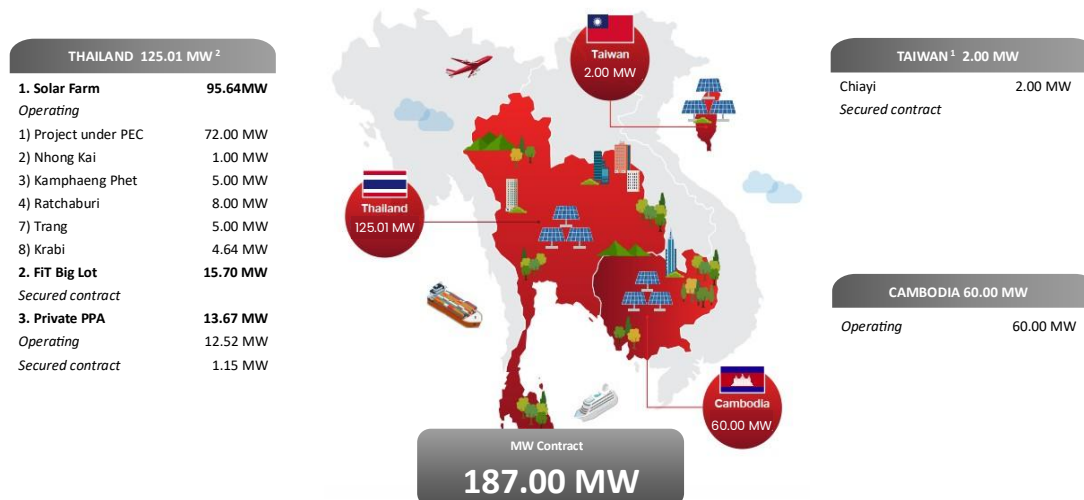 THAILAND 125.01 MW 2
1. Solar Farm 95.64MW
Operating
1) Project under PEC 72.00 MW
2) Nhong Kai 1.00 MW
3) Kamphaeng Phet 5.00 MW
4) Ratchaburi 8.00 MW
7) Trang 5.00 MW
8) Krabi 4.64 MW
2. FiT Big Lot 15.70 MW
Secured contract
3. Private PPA 13.67 MW
Operating 12.52 MW
Secured contract 1.15 MW
Taiwan
2.00 MW
Thailand
125.01 MW
Cambodia
60.00 MW
MW Contract
187.00 MW
TAIWAN1 2.00 MW
Chiayi 2.00 MW
Secured contract
CAMBODIA 60.00 MW
Operating 60.00 MW